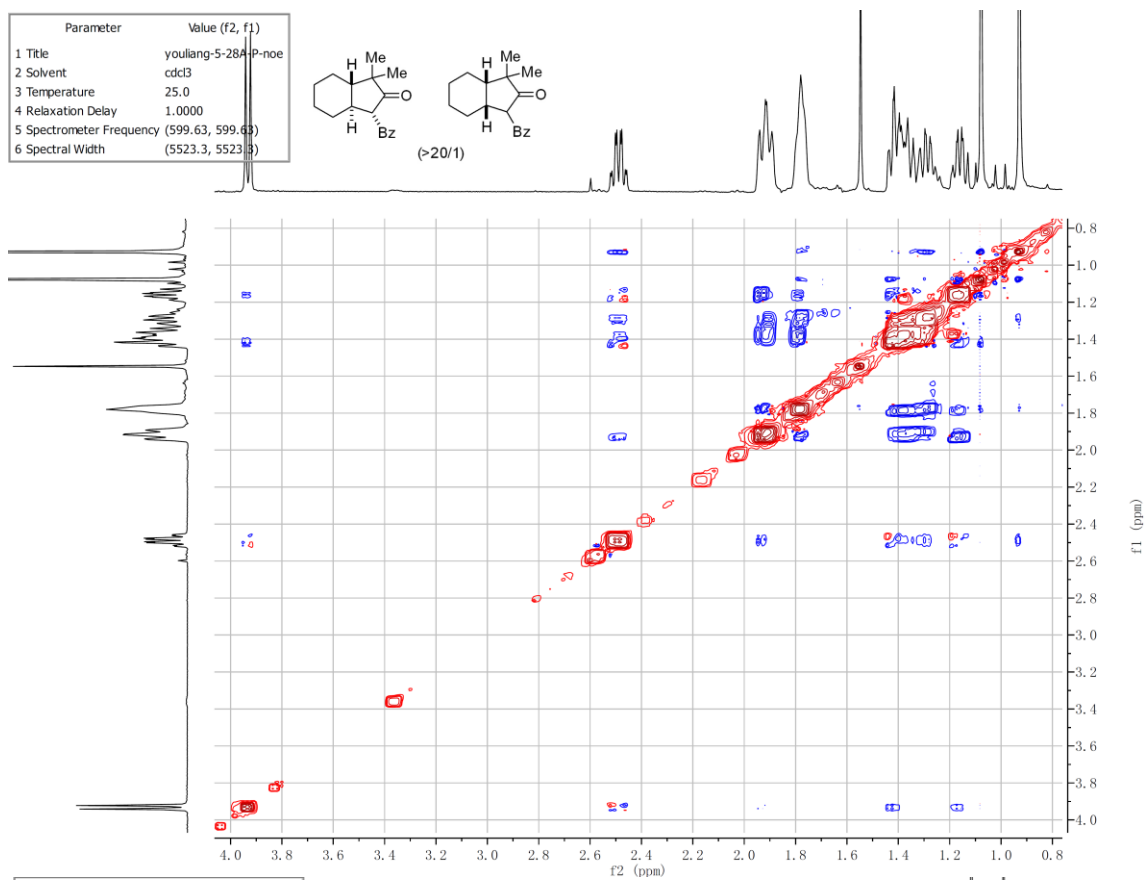 Parameter Value (f2, f1)
1 Title youliang-5-28A-P-noe
2 Solvent cdcl3
3 Temperature 25.0
4 Relaxation Delay 1.0000
5 Spectrometer Frequency (599.63, 599.63)
6 Spectral Width (5523.3, 5523.3)
H Me Me O H Bz
H Me Me O H Bz
(>20/1)
0.8
1.0
1.2
1.4
1.6
1.8
2.0
2.2
2.4
2.6
2.8
3.0
3.2
3.4
3.6
3.8
4.0
f1 (ppm)
4.0 3.8 3.6 3.4 3.2 3.0 2.8 2.6 2.4 2.2 2.0 1.8 1.6 1.4 1.2 1.0 0.8
f2 (ppm)